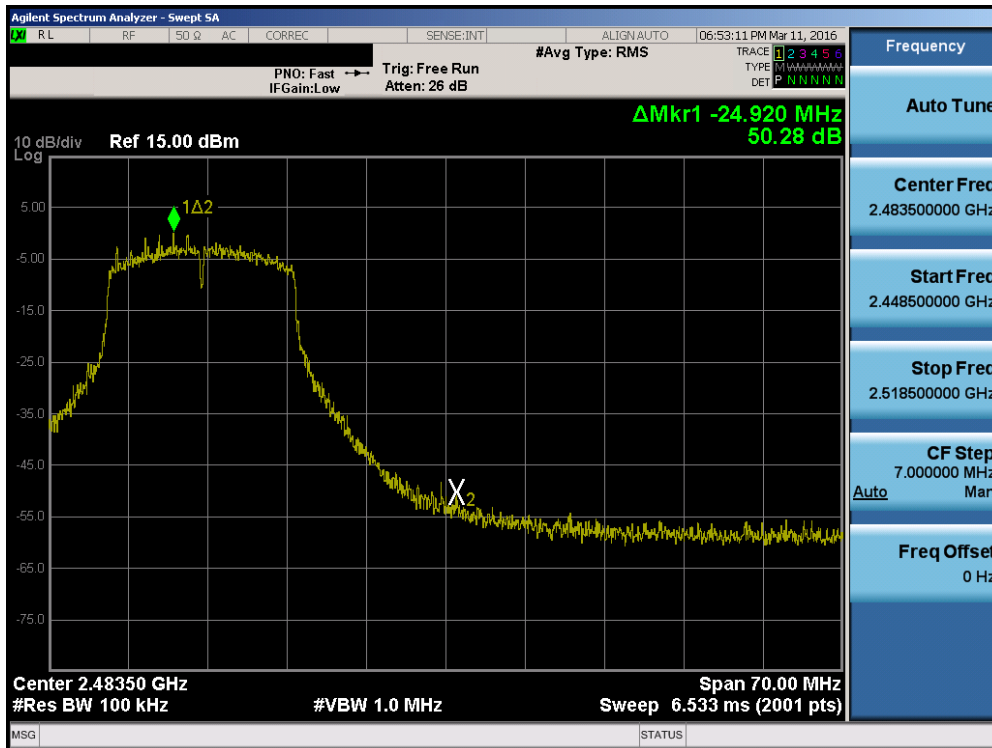 Agilent Spectrum Analyzer - Swept SA
LXI RL RF 50 Ω AC CORREC SENSE:INT ALIGN AUTO 06:53:11 PM Mar 11, 2016
Frequency
PNO: Fast
IFGain:Low
Trig: Free Run
Atten: 26 dB
#Avg Type: RMS
TRACE 1 2 3 4 5 6
TYPE M
DET P N N N N N
Auto Tune
ΔMkr1 -24.920 MHz
50.28 dB
10 dB/div
Log
Ref 15.00 dBm
Center Freq
2.483500000 GHz
5.00
1Δ2
-5.00
Start Freq
2.448500000 GHz
-15.0
-25.0
Stop Freq
2.518500000 GHz
-35.0
-45.0
X2
CF Step
7.000000 MHz
Auto Man
-55.0
Freq Offset
0 Hz
-65.0
-75.0
Center 2.48350 GHz
#Res BW 100 kHz
#VBW 1.0 MHz
Span 70.00 MHz
Sweep 6.533 ms (2001 pts)
MSG
STATUS